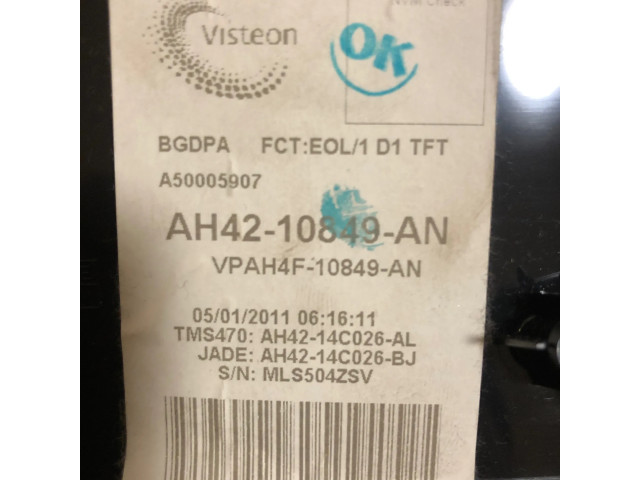 Visteon
OK
BGDPA FCT:EOL/1 D1 TFT
A50005907
AH42-10849-AN
VPAH4F-10849-AN
05/01/2011 06:16:11
TMS470: AH42-14C026-AL
JADE: AH42-14C026-BJ
S/N: MLS504ZSV